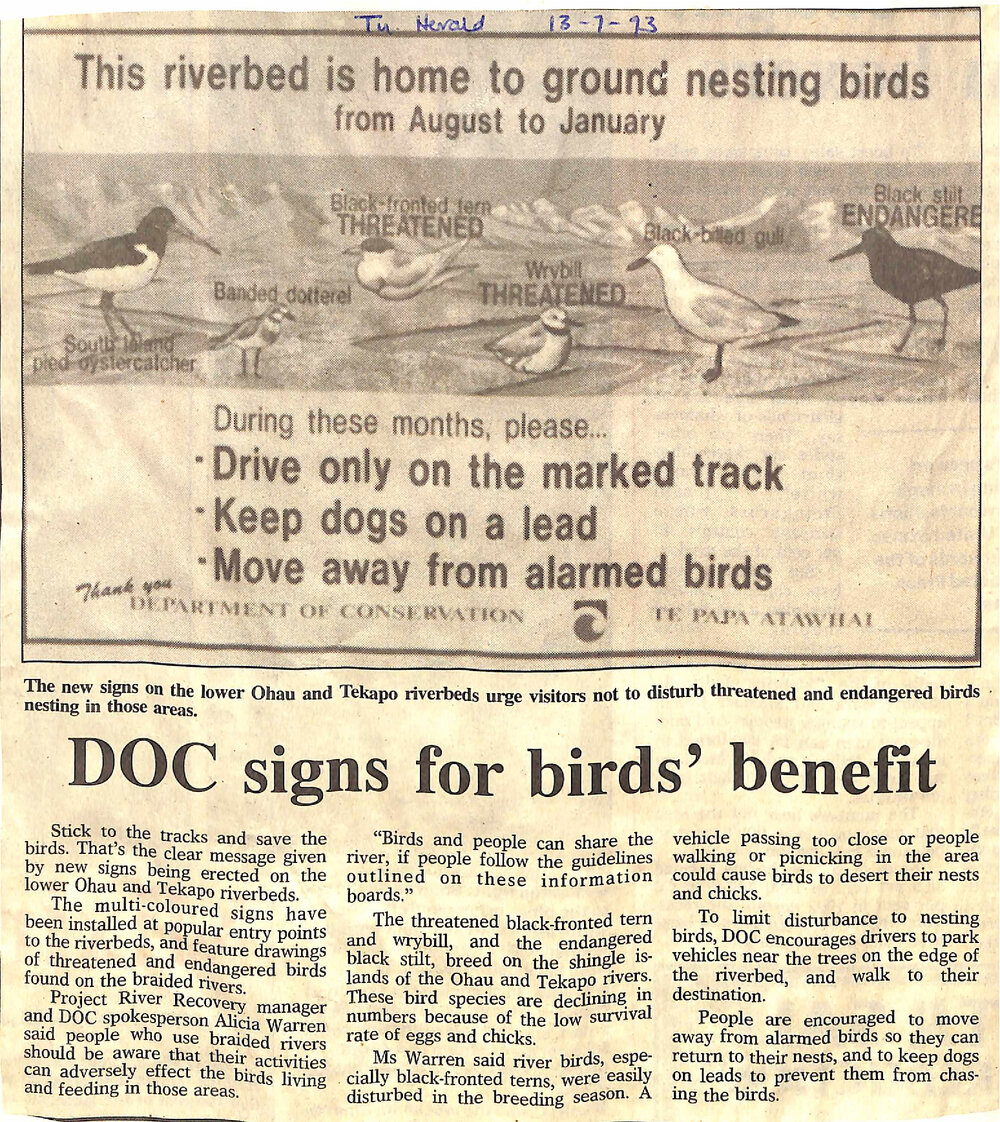 Tu. Herald 13-7-93
This riverbed is home to ground nesting birds
from August to January
Black-fronted tern
THREATENED
Black stilt
ENDANGERE
Black-billed gull
Wrybill
THREATENED
Banded dotterel
South Island
pied oystercatcher
During these months, please...
· Drive only on the marked track
· Keep dogs on a lead
· Move away from alarmed birds
Thank you
DEPARTMENT OF CONSERVATION TE PAPA ATAWHAI
The new signs on the lower Ohau and Tekapo riverbeds urge visitors not to disturb threatened and endangered birds
nesting in those areas.
DOC signs for birds' benefit
Stick to the tracks and save the
birds. That's the clear message given
by new signs being erected on the
lower Ohau and Tekapo riverbeds.
The multi-coloured signs have
been installed at popular entry points
to the riverbeds, and feature drawings
of threatened and endangered birds
found on the braided rivers.
Project River Recovery manager
and DOC spokesperson Alicia Warren
said people who use braided rivers
should be aware that their activities
can adversely effect the birds living
and feeding in those areas.
"Birds and people can share the
river, if people follow the guidelines
outlined on these information
boards."
The threatened black-fronted tern
and wrybill, and the endangered
black stilt, breed on the shingle is-
lands of the Ohau and Tekapo rivers.
These bird species are declining in
numbers because of the low survival
rate of eggs and chicks.
Ms Warren said river birds, espe-
cially black-fronted terns, were easily
disturbed in the breeding season. A
vehicle passing too close or people
walking or picnicking in the area
could cause birds to desert their nests
and chicks.
To limit disturbance to nesting
birds, DOC encourages drivers to park
vehicles near the trees on the edge of
the riverbed, and walk to their
destination.
People are encouraged to move
away from alarmed birds so they can
return to their nests, and to keep dogs
on leads to prevent them from chas-
ing the birds.